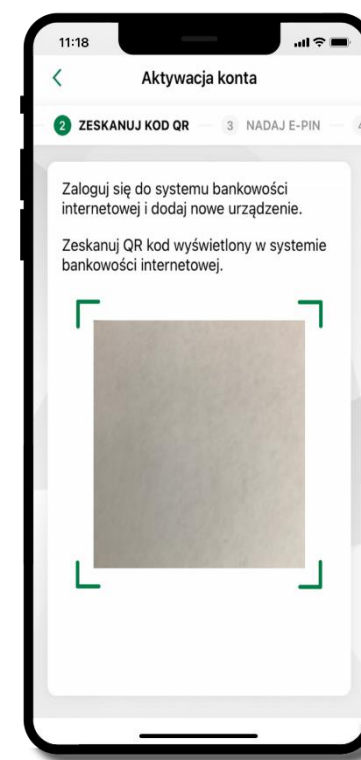 11:18
Aktywacja konta
2 ZESKANUJ KOD QR 3 NADAJ E-PIN 4
Zaloguj się do systemu bankowości
internetowej i dodaj nowe urządzenie.
Zeskanuj QR kod wyświetlony w systemie
bankowości internetowej.